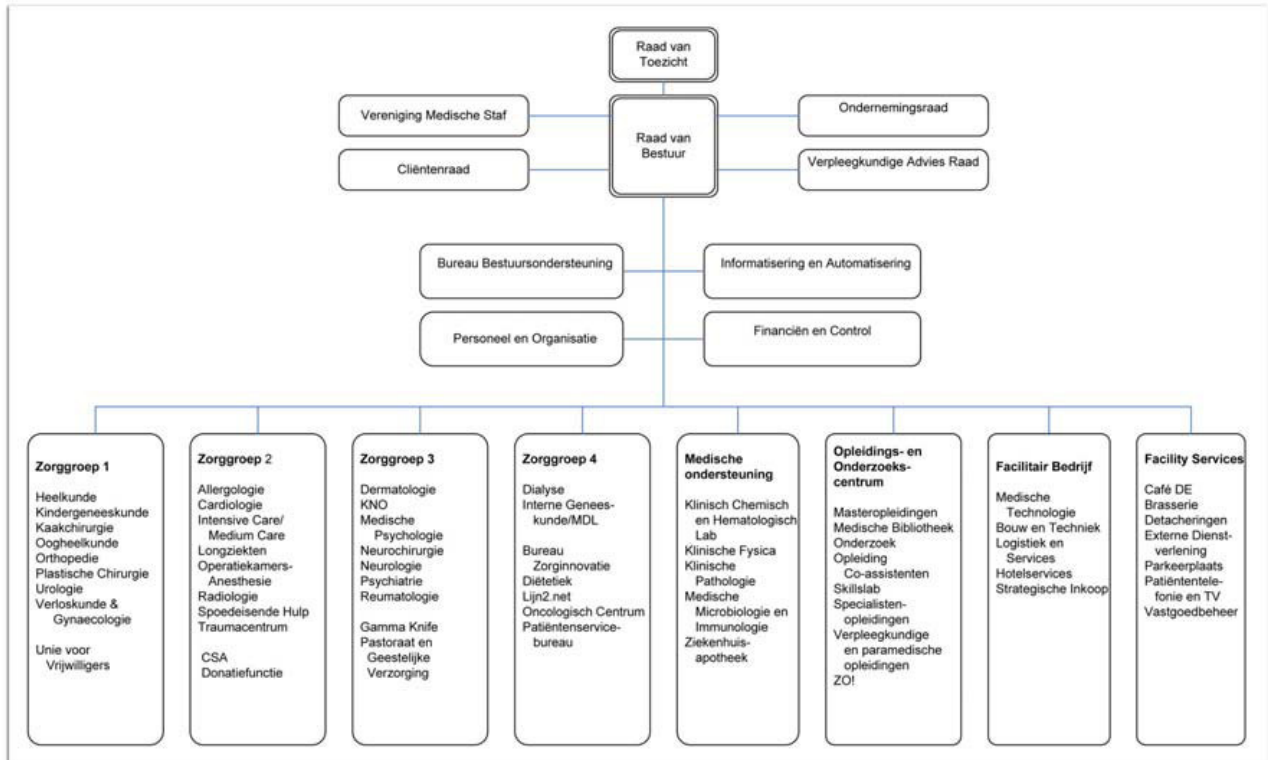 Raad van
Toezicht
Vereniging Medische Staf
Raad van
Bestuur
Ondernemingsraad
Cliëntenraad
Verpleegkundige Advies Raad
Bureau Bestuursondersteuning
Informatisering en Automatisering
Personeel en Organisatie
Financiën en Control
Zorggroep 1
Heelkunde
Kindergeneeskunde
Kaakchirurgie
Oogheelkunde
Orthopedie
Plastische Chirurgie
Urologie
Verloskunde &
Gynaecologie
Unie voor
Vrijwilligers
Zorggroep 2
Allergologie
Cardiologie
Intensive Care/
Medium Care
Longziekten
Operatiekamers-
Anesthesie
Radiologie
Spoedeisende Hulp
Traumacentrum
CSA
Donatiefunctie
Zorggroep 3
Dermatologie
KNO
Medische
Psychologie
Neurochirurgie
Neurologie
Psychiatrie
Reumatologie
Gamma Knife
Pastoraat en
Geestelijke
Verzorging
Zorggroep 4
Dialyse
Interne Genees-
kunde/MDL
Bureau
Zorginnovatie
Diëtetiek
Lijn2.net
Oncologisch Centrum
Patiëntenservice-
bureau
Medische
ondersteuning
Klinisch Chemisch
en Hematologisch
Lab
Klinische Fysica
Klinische
Pathologie
Medische
Microbiologie en
Immunologie
Ziekenhuis-
apotheek
Opleidings- en
Onderzoeks-
centrum
Masteropleidingen
Medische Bibliotheek
Onderzoek
Opleiding
Co-assistenten
Skillslab
Specialisten-
opleidingen
Verpleegkundige
en paramedische
opleidingen
ZO!
Facilitair Bedrijf
Medische
Technologie
Bouw en Techniek
Logistiek en
Services
Hotelservices
Strategische Inkoop
Facility Services
Café DE
Brasserie
Detacheringen
Externe Dienst-
verlening
Parkeerplaats
Patiëntentele-
fonie en TV
Vastgoedbeheer